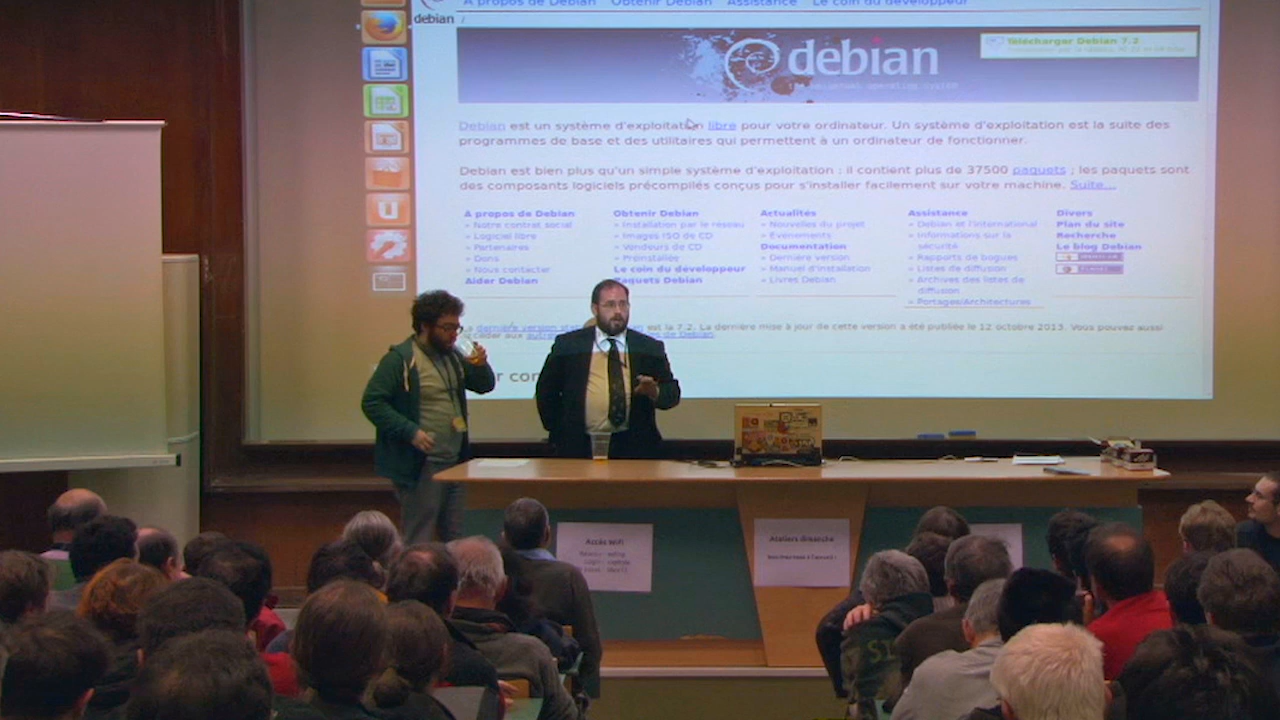 A propos de Debian Obtenir Debian Assistance Le coin du développeur
debian /
debian
Télécharger Debian 7.2
Debian est un système d'exploitation libre pour votre ordinateur. Un système d'exploitation est la suite des
programmes de base et des utilitaires qui permettent à un ordinateur de fonctionner.
Debian est bien plus qu'un simple système d'exploitation : il contient plus de 37500 paquets ; les paquets sont
des composants logiciels précompilés conçus pour s'installer facilement sur votre machine. Suite...
A propos de Debian
» Notre contrat social
» Logiciel libre
» Partenaires
» Dons
» Nous contacter
Aider Debian
Obtenir Debian
» Installation par le réseau
» Images ISO de CD
» Vendeurs de CD
» Préinstallés
Le coin du développeur
Paquets Debian
Actualités
» Nouvelles du projet
» Événements
Documentation
» Dernière version
» Manuel d'installation
» Livres Debian
Assistance
» Debian et l'international
» Informations sur la
sécurité
» Rapports de bogues
» Listes de diffusion
» Archives des listes de
diffusion
» Portages/Architectures
Divers
Plan du site
Recherche
Le blog Debian
La dernière version est la 7.2. La dernière mise à jour de cette version a été publiée le 12 octobre 2013. Vous pouvez aussi
accéder aux de Debian
Accès Wifi
Ateliers dimanche